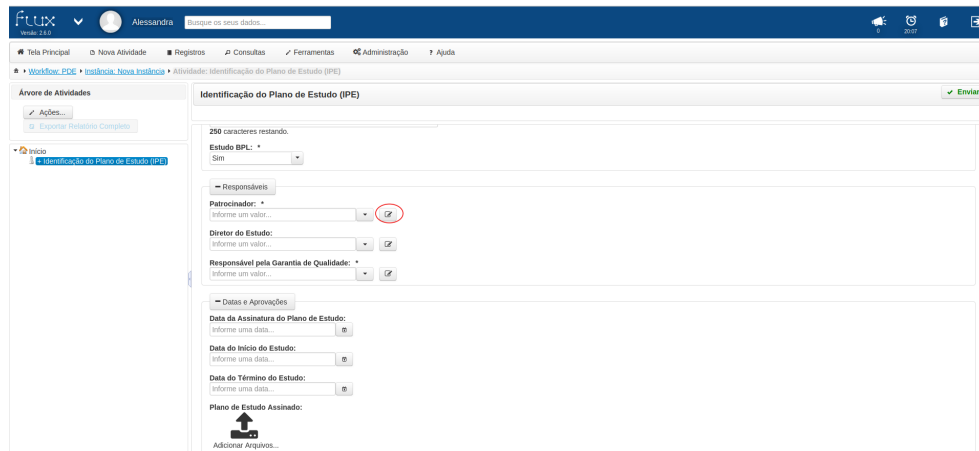 flux
Versão: 2.6.0
Alessandra
Busque os seus dados...
0
20:07
Tela Principal
Nova Atividade
Registros
Consultas
Ferramentas
Administração
? Ajuda
Workflow: PDE
Instância: Nova Instância
Atividade: Identificação do Plano de Estudo (IPE)
Árvore de Atividades
Ações...
Exportar Relatório Completo
Início
+ Identificação do Plano de Estudo (IPE)
Identificação do Plano de Estudo (IPE)
Enviar
250 caracteres restando.
Estudo BPL: *
Sim
Responsáveis
Patrocinador: *
Informe um valor...
Diretor do Estudo:
Informe um valor...
Responsável pela Garantia de Qualidade: *
Informe um valor...
Datas e Aprovações
Data da Assinatura do Plano de Estudo:
Informe uma data...
Data do Início do Estudo:
Informe uma data...
Data do Término do Estudo:
Informe uma data...
Plano de Estudo Assinado:
Adicionar Arquivos...